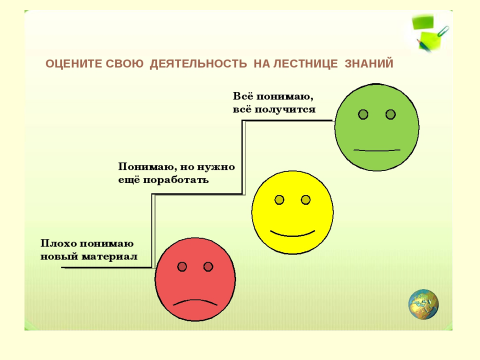 ОЦЕНИТЕ СВОЮ ДЕЯТЕЛЬНОСТЬ НА ЛЕСТНИЦЕ ЗНАНИЙ
Всё понимаю,
всё получится
Понимаю, но нужно
ещё поработать
Плохо понимаю
новый материал